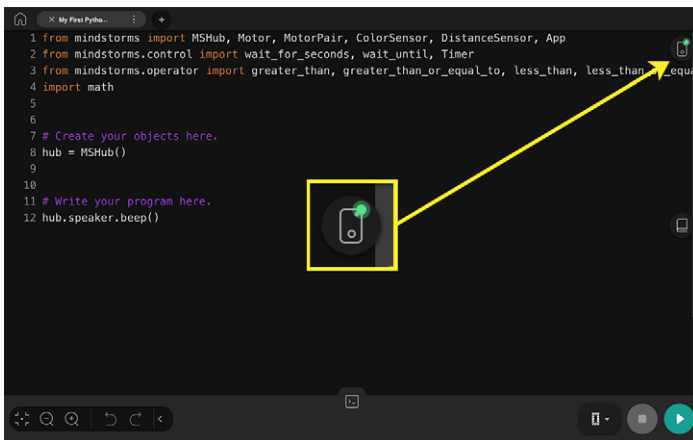 My First Pytho...
1 from mindstorms import MSHub, Motor, MotorPair, ColorSensor, DistanceSensor, App
2 from mindstorms.control import wait_for_seconds, wait_until, Timer
3 from mindstorms.operator import greater_than, greater_than_or_equal_to, less_than, less_than_or_equa
4 import math
5
6
7 # Create your objects here.
8 hub = MSHub()
9
10
11 # Write your program here.
12 hub.speaker.beep()